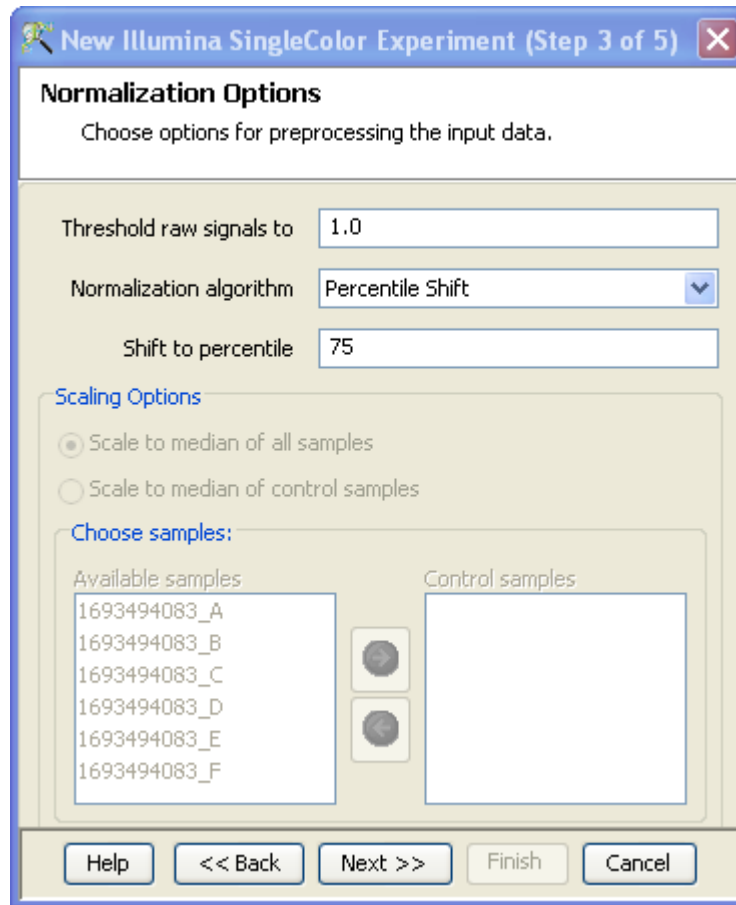 New Illumina SingleColor Experiment (Step 3 of 5)
Normalization Options
Choose options for preprocessing the input data.
Threshold raw signals to 1.0
Normalization algorithm Percentile Shift
Shift to percentile 75
Scaling Options
Scale to median of all samples
Scale to median of control samples
Choose samples:
Available samples Control samples
1693494083_A
1693494083_B
1693494083_C
1693494083_D
1693494083_E
1693494083_F
Help << Back Next >> Finish Cancel